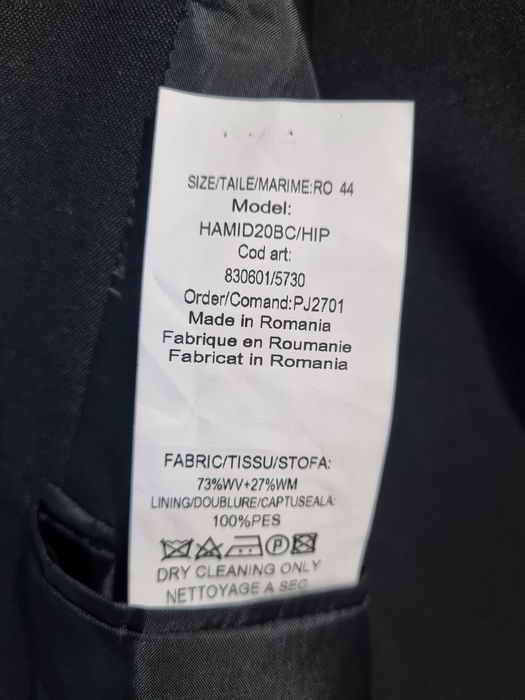 SIZE/TAILE/MARIME:RO 44
Model:
HAMID20BC/HIP
Cod art:
830601/5730
Order/Comand:PJ2701
Made in Romania
Fabrique en Roumanie
Fabricat in Romania
FABRIC/TISSU/STOFA:
73%WV+27%WM
LINING/DOUBLURE/CAPTUSEALA:
100%PES
P
DRY CLEANING ONLY
NETTOYAGE A SEC